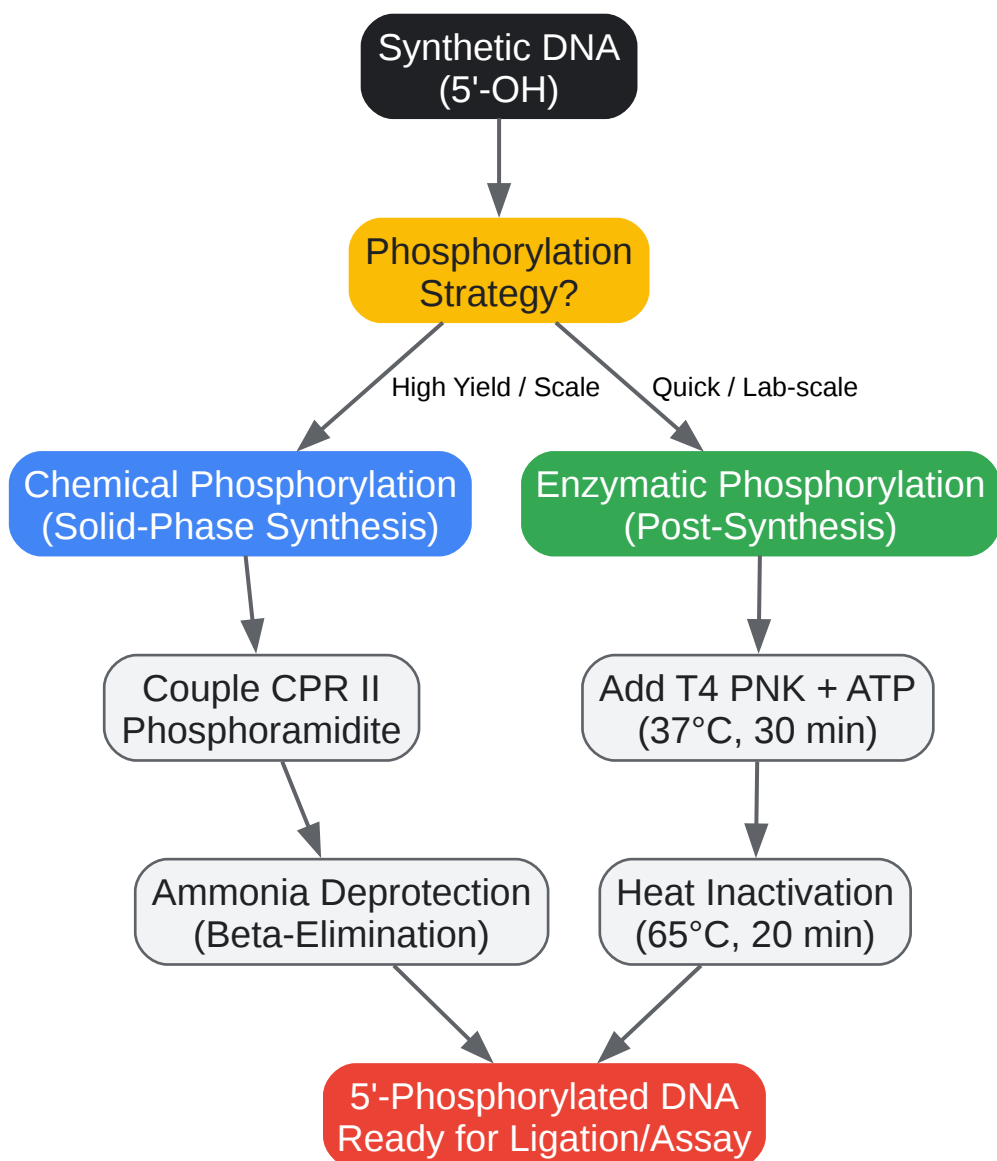 Synthetic DNA
(5'-OH)
Phosphorylation
Strategy?
High Yield / Scale
Quick / Lab-scale
Chemical Phosphorylation
(Solid-Phase Synthesis)
Enzymatic Phosphorylation
(Post-Synthesis)
Couple CPR II
Phosphoramidite
Add T4 PNK + ATP
(37°C, 30 min)
Ammonia Deprotection
(Beta-Elimination)
Heat Inactivation
(65°C, 20 min)
5'-Phosphorylated DNA
Ready for Ligation/Assay